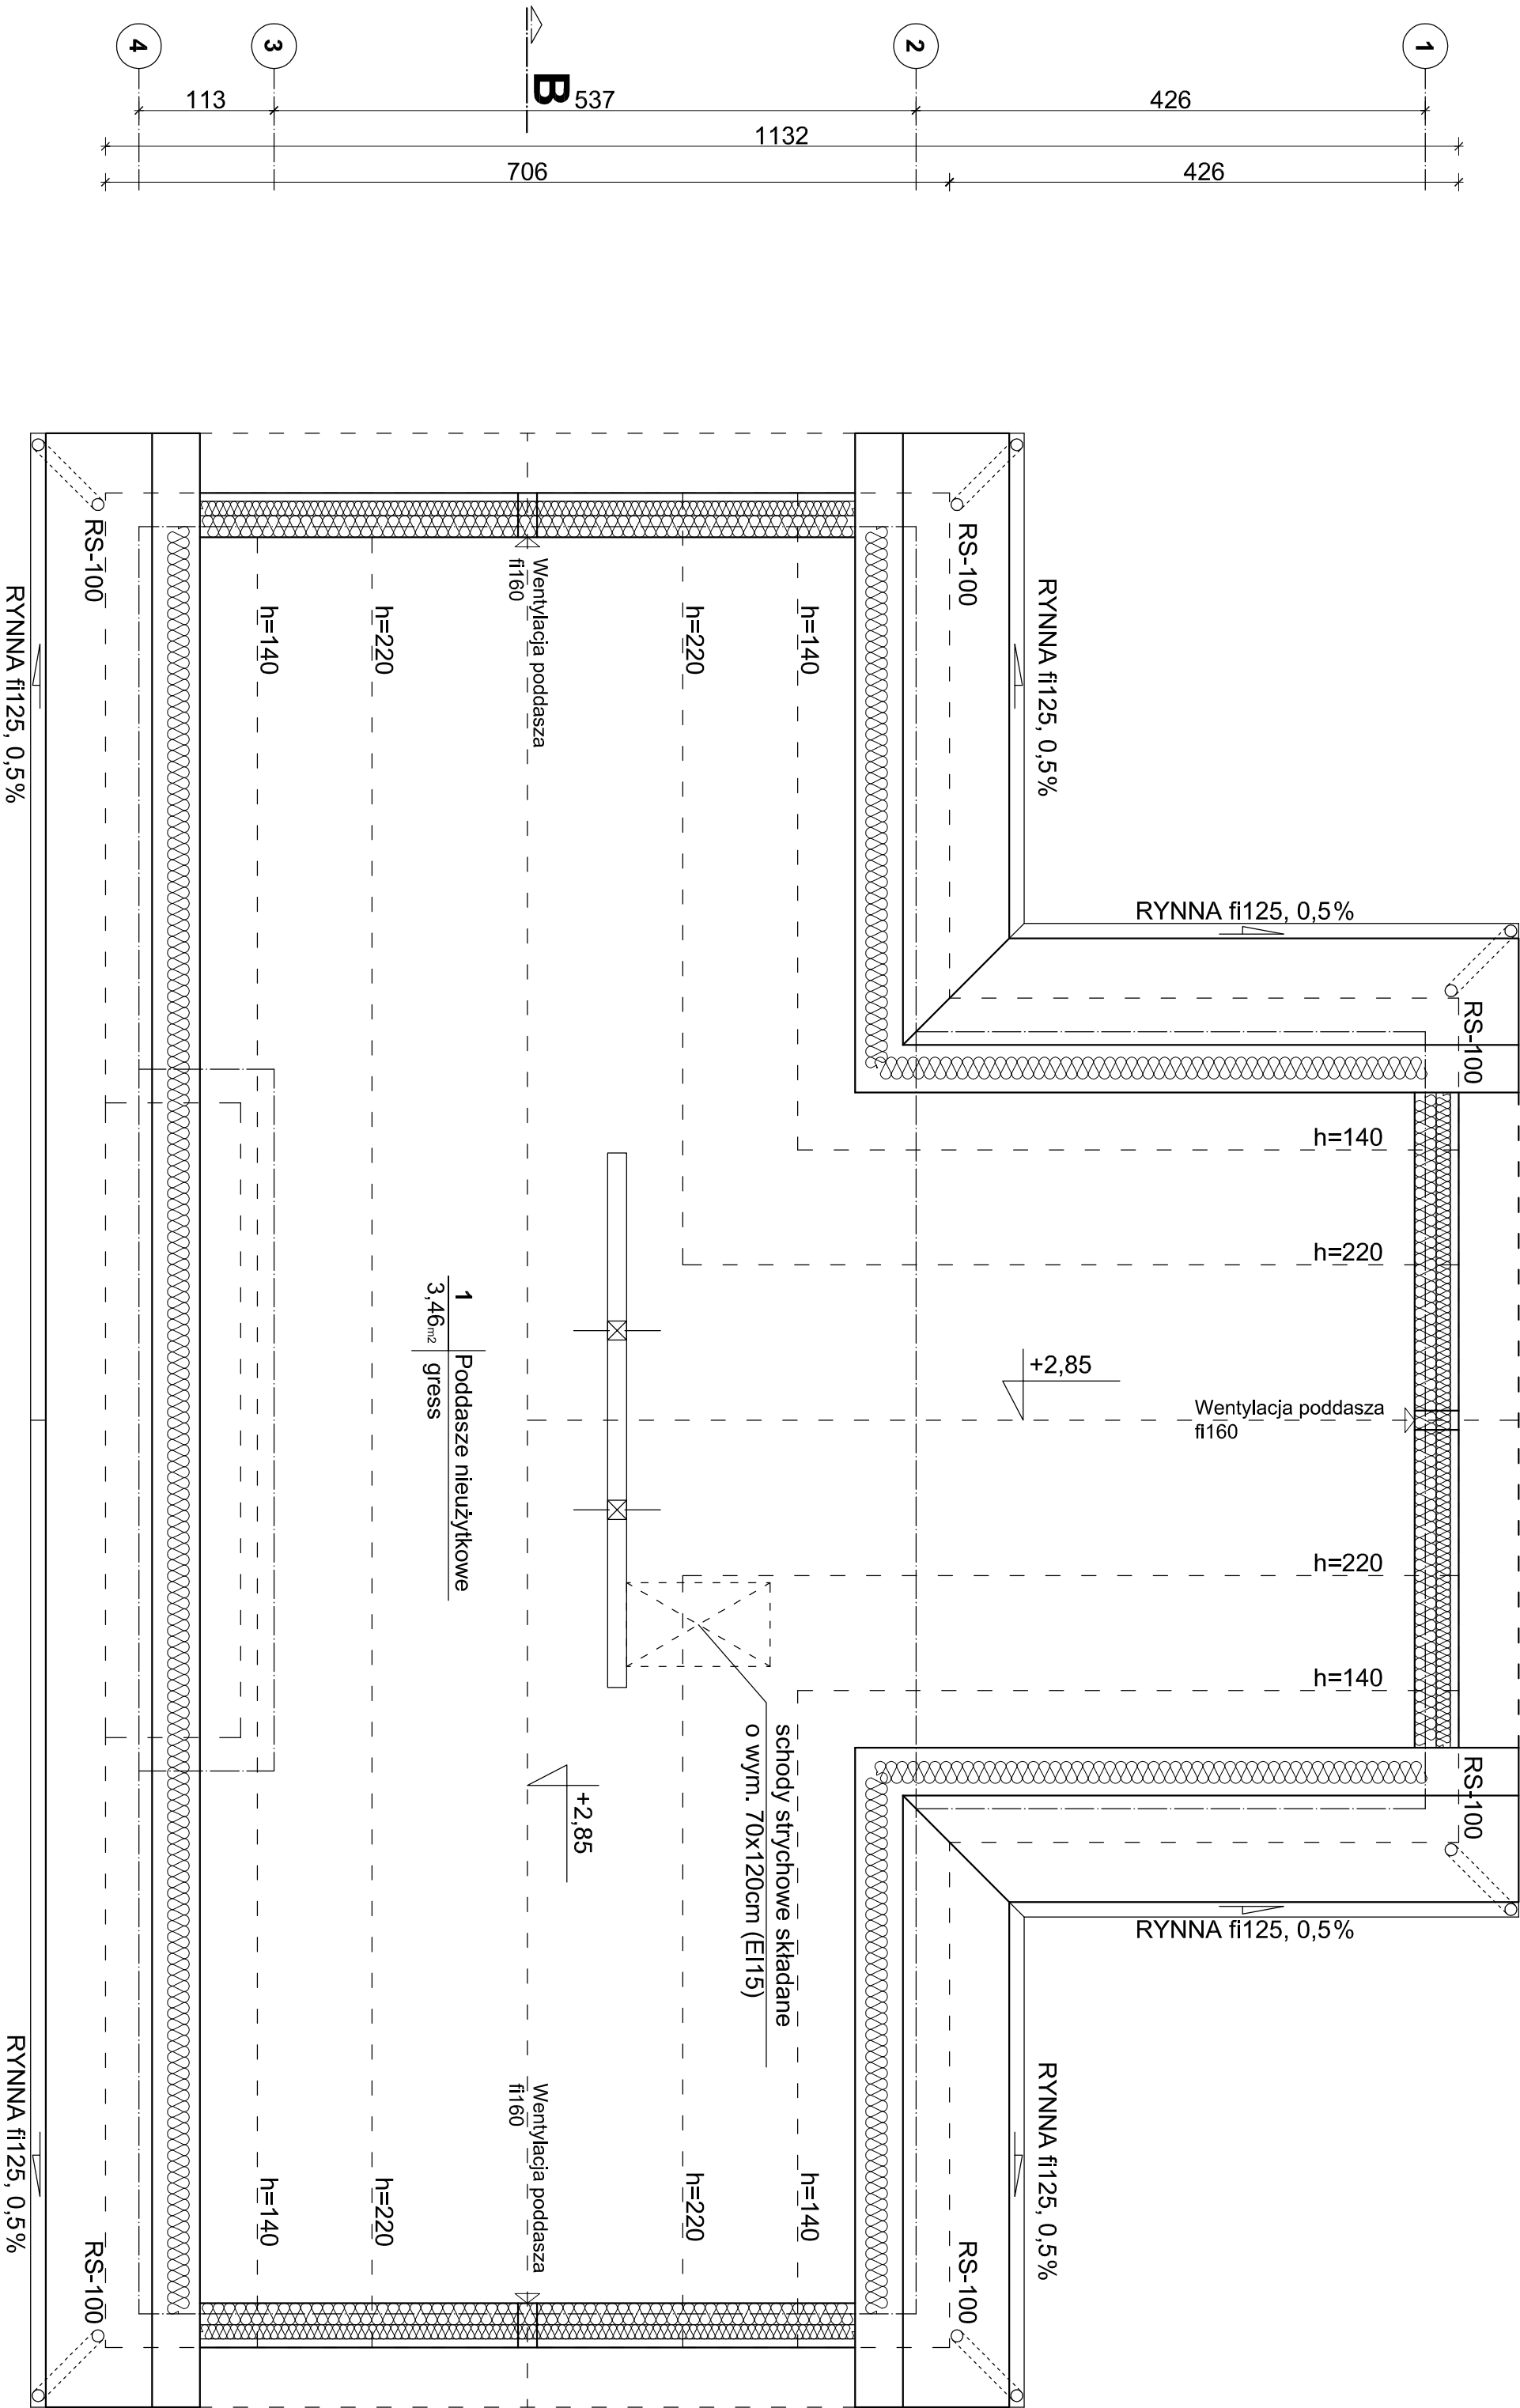 4
3
2
1
B
113
537
426
1132
706
426
RS-100
RS-100
RYNNA fi125, 0,5%
RYNNA fi125, 0,5%
h=140
h=220
Wentylacja poddasza
fi160
h=220
h=140
RYNNA fi125, 0,5%
RS-100
h=140
h=220
1
3,46m2
Poddasze nieużytkowe
gress
+2,85
Wentylacja poddasza
fi160
h=220
h=140
schody strychowe składane
o wym. 70x120cm (EI15)
+2,85
RS-100
RYNNA fi125, 0,5%
RYNNA fi125, 0,5%
RYNNA fi125, 0,5%
Wentylacja poddasza
fi160
h=140
h=220
h=220
h=140
RS-100
RS-100